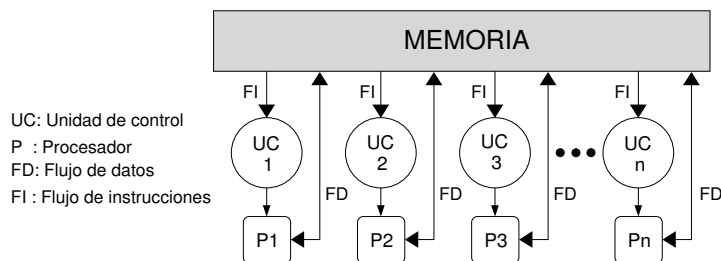 MEMORIA
FI FI FI FI
UC: Unidad de control
P : Procesador
FD: Flujo de datos
FI : Flujo de instrucciones
UC 1
UC 2
UC 3
UC n
FD FD FD FD
P1 P2 P3 Pn